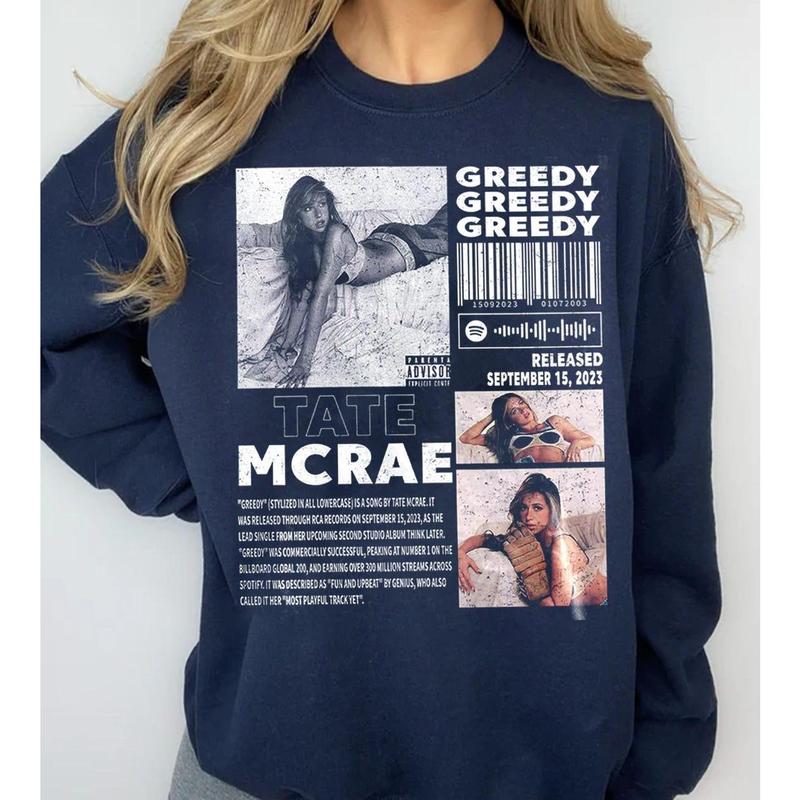 GREEDY
GREEDY
GREEDY
15092023 01072003
RELEASED
SEPTEMBER 15, 2023
PARENTA
ADVISOR
EXPLICIT CONTE
TATE
MCRAE
"GREEDY" (STYLIZED IN ALL LOWERCASE) IS A SONG BY TATE MCRAE. IT
WAS RELEASED THROUGH RCA RECORDS ON SEPTEMBER 15, 2023, AS THE
LEAD SINGLE FROM HER UPCOMING SECOND STUDIO ALBUM THINK LATER.
"GREEDY" WAS COMMERCIALLY SUCCESSFUL, PEAKING AT NUMBER 1 ON THE
BILLBOARD GLOBAL 200, AND EARNING OVER 300 MILLION STREAMS ACROSS
SPOTIFY. IT WAS DESCRIBED AS "FUN AND UPBEAT" BY GENIUS, WHO ALSO
CALLED IT HER "MOST PLAYFUL TRACK YET".